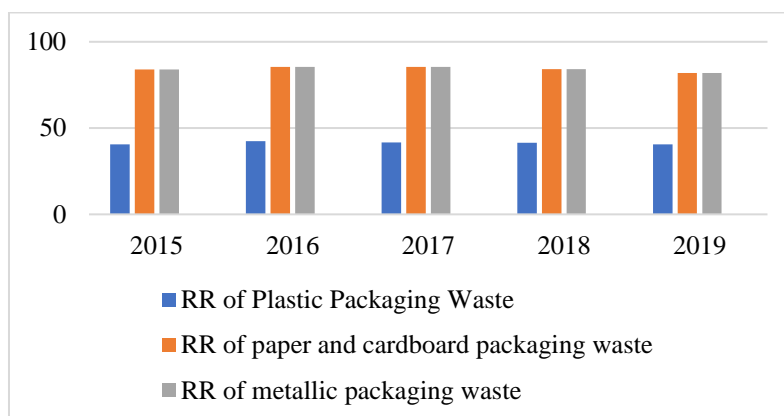 100
50
0
2015 2016 2017 2018 2019
RR of Plastic Packaging Waste
RR of paper and cardboard packaging waste
RR of metallic packaging waste